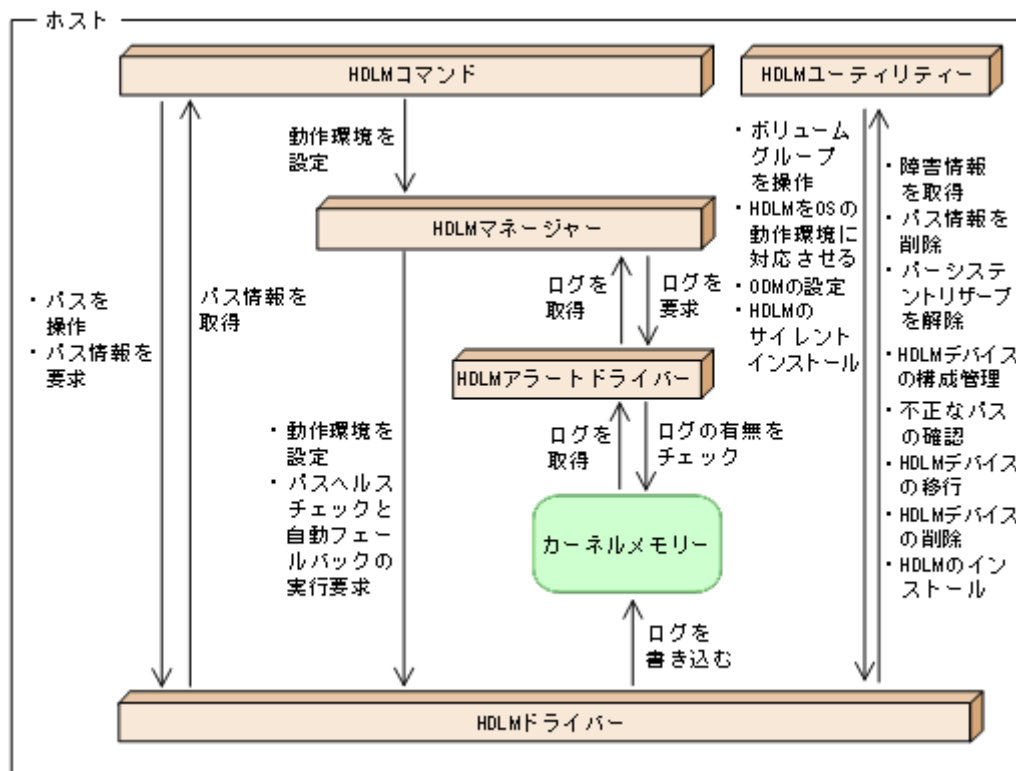 ホスト
HDLMコマンド
HDLMユーティリティー
動作環境を
設定
・ボリューム
グループ
を操作
・HDLMをOSの
動作環境に
対応させる
・ODMの設定
・HDLMの
サイレント
インストール
・障害情報
を取得
・パス情報を
削除
・パーシステ
ントリザーブ
を解除
・HDLMデバイス
の構成管理
・不正なパス
の確認
・HDLMデバイス
の移行
・HDLMデバイス
の削除
・HDLMのイン
ストール
HDLMマネージャー
・パスを
操作
・パス情報を
要求
パス情報を
取得
ログを
取得
ログを
要求
HDLMアラートドライバー
・動作環境を
設定
・パスヘルス
チェックと
自動フェール
バックの
実行要求
ログを
取得
ログの有無を
チェック
カーネルメモリー
ログを
書き込む
HDLMドライバー